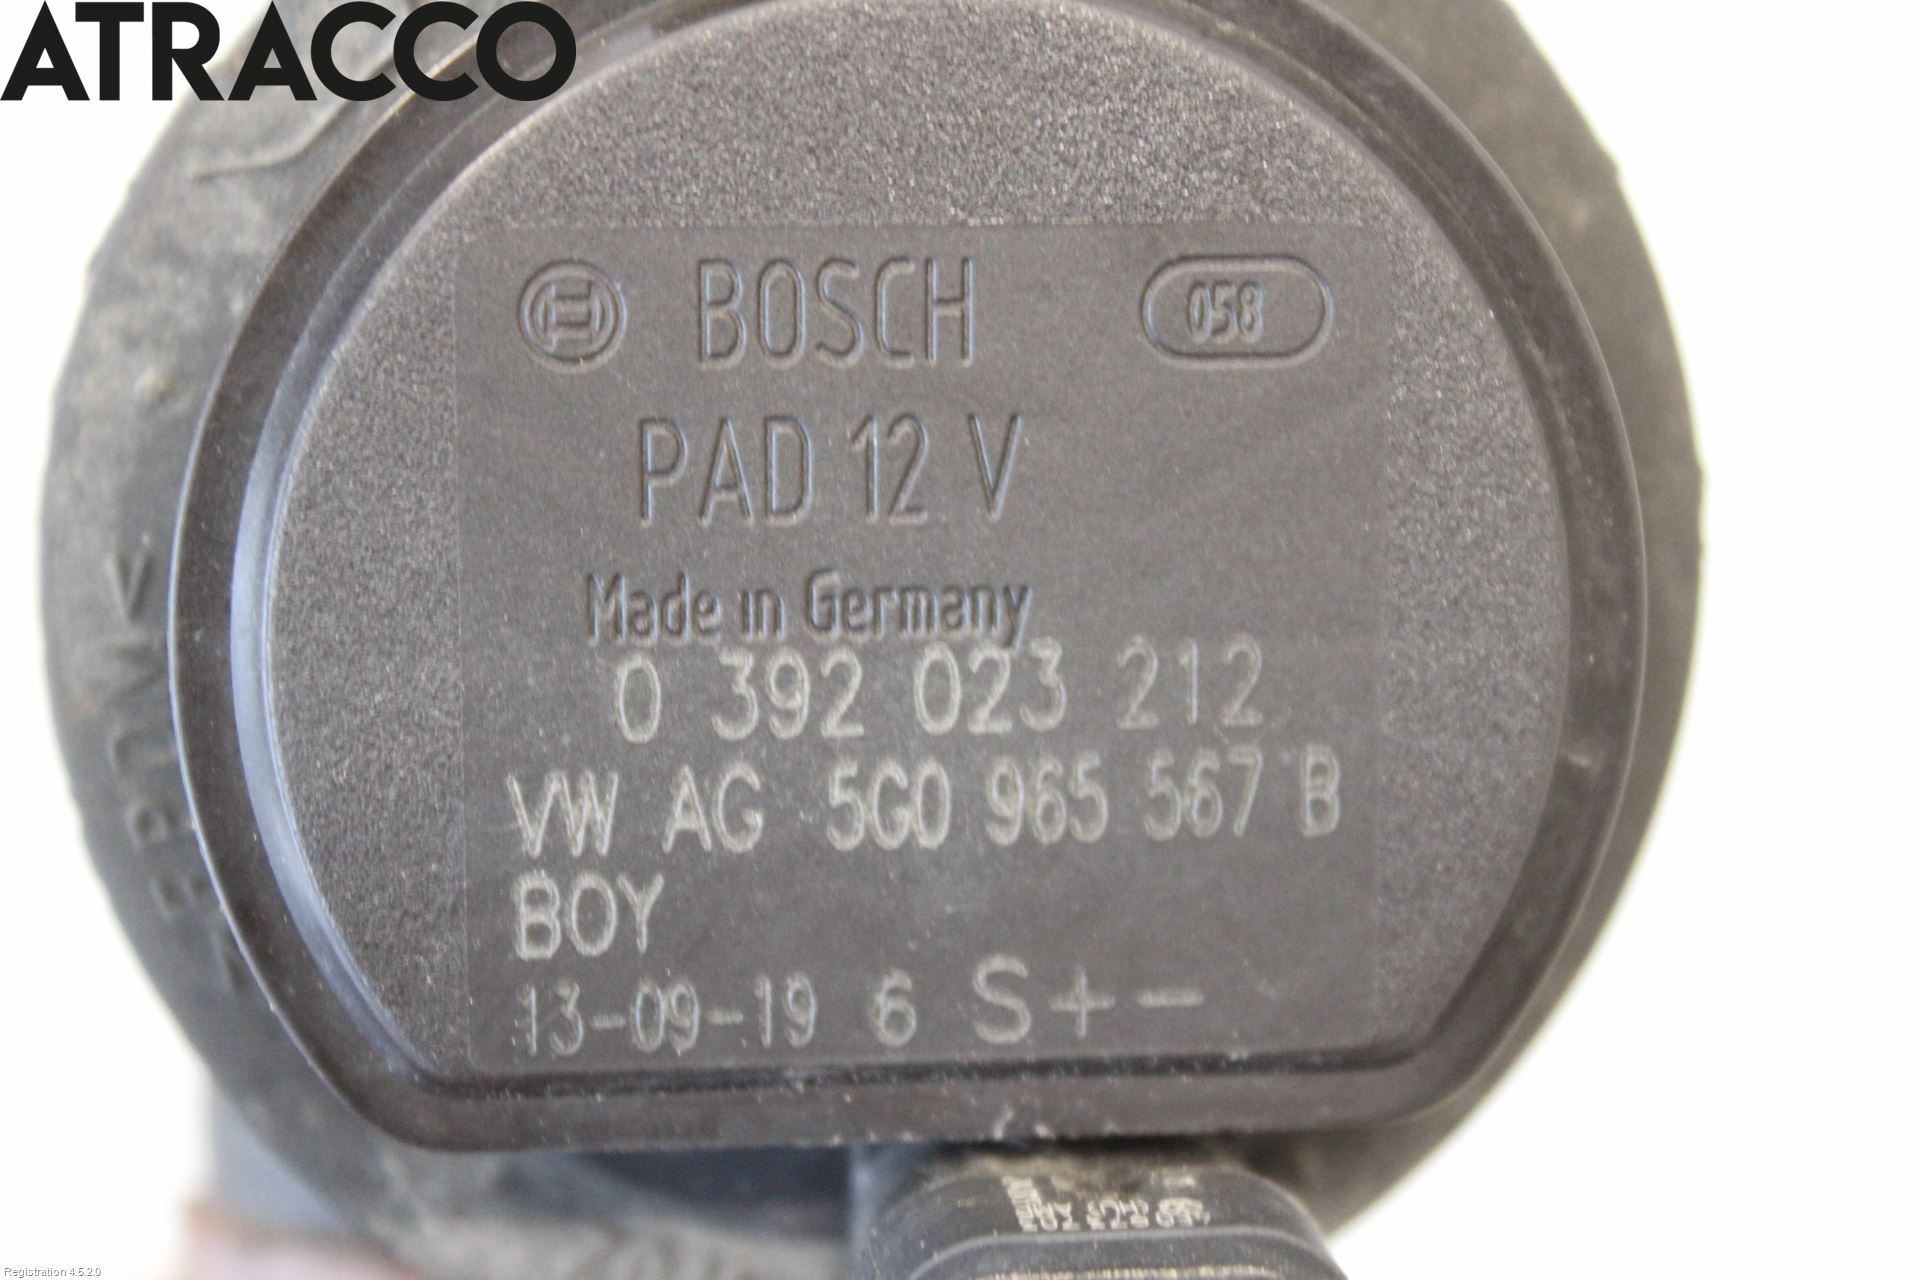 ATRACCO
BOSCH 058
PAD 12 V
Made in Germany
0 392 023 212
VW AG 5G0 965 567 B
BOY
13-09-19 6 S + -
Registration 4.5.2.0